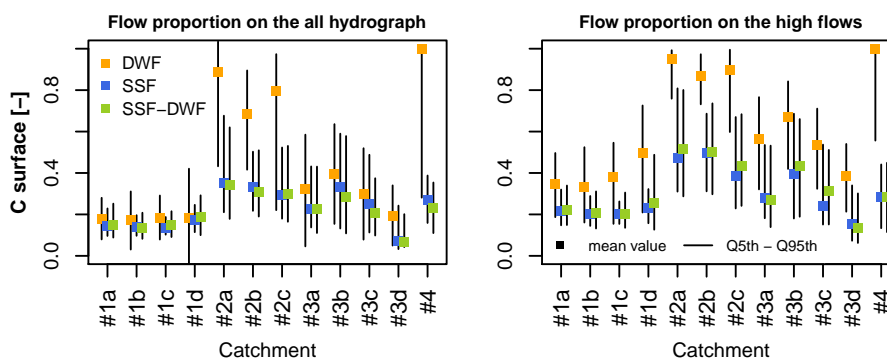 Flow proportion on the all hydrograph
Flow proportion on the high flows
C surface [−]
0.0
0.4
0.8
DWF
SSF
SSF−DWF
#1a
#1b
#1c
#1d
#2a
#2b
#2c
#3a
#3b
#3c
#3d
#4
Catchment
0.0
0.4
0.8
mean value
Q5th − Q95th
#1a
#1b
#1c
#1d
#2a
#2b
#2c
#3a
#3b
#3c
#3d
#4
Catchment